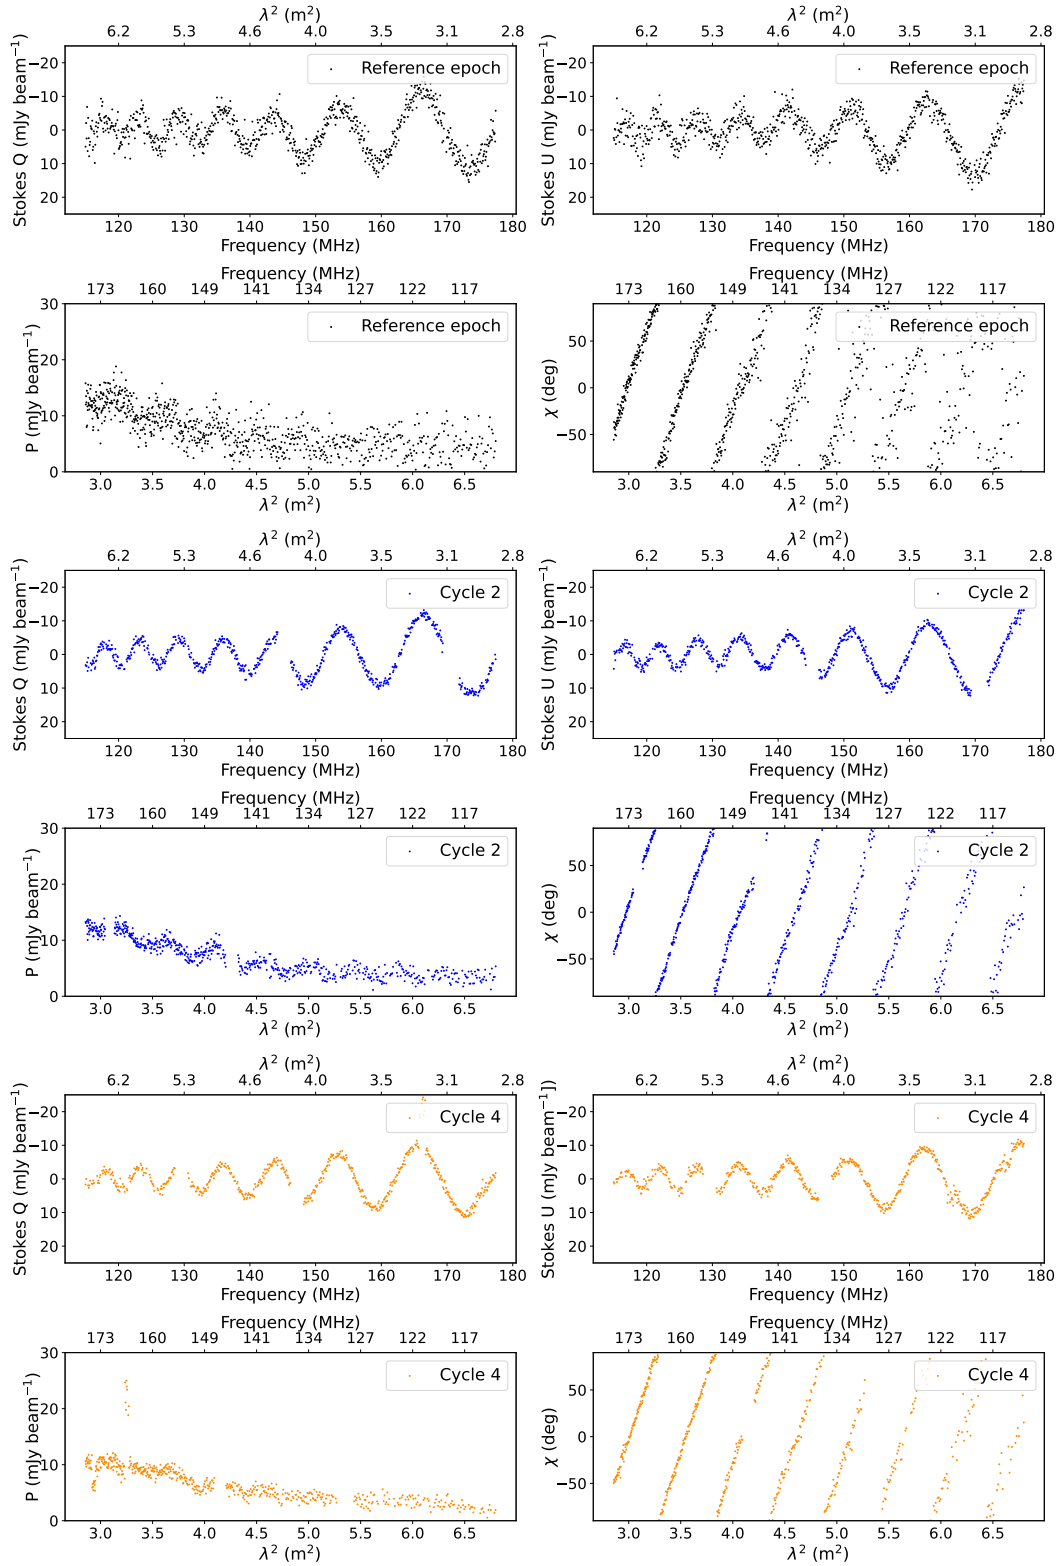 λ² (m²) λ² (m²)
6.2 5.3 4.6 4.0 3.5 3.1 2.8 6.2 5.3 4.6 4.0 3.5 3.1 2.8
Stokes Q (mJy beam⁻¹) Stokes U (mJy beam⁻¹)
−20 −10 0 10 20 −20 −10 0 10 20
Reference epoch Reference epoch
120 130 140 150 160 170 180 120 130 140 150 160 170 180
Frequency (MHz) Frequency (MHz)
Frequency (MHz) Frequency (MHz)
173 160 149 141 134 127 122 117 173 160 149 141 134 127 122 117
P (mJy beam⁻¹) χ (deg)
30 20 10 0 50 0 −50
Reference epoch Reference epoch
3.0 3.5 4.0 4.5 5.0 5.5 6.0 6.5 3.0 3.5 4.0 4.5 5.0 5.5 6.0 6.5
λ² (m²) λ² (m²)
λ² (m²) λ² (m²)
6.2 5.3 4.6 4.0 3.5 3.1 2.8 6.2 5.3 4.6 4.0 3.5 3.1 2.8
Stokes Q (mJy beam⁻¹) Stokes U (mJy beam⁻¹)
−20 −10 0 10 20 −20 −10 0 10 20
Cycle 2 Cycle 2
120 130 140 150 160 170 180 120 130 140 150 160 170 180
Frequency (MHz) Frequency (MHz)
Frequency (MHz) Frequency (MHz)
173 160 149 141 134 127 122 117 173 160 149 141 134 127 122 117
P (mJy beam⁻¹) χ (deg)
30 20 10 0 50 0 −50
Cycle 2 Cycle 2
3.0 3.5 4.0 4.5 5.0 5.5 6.0 6.5 3.0 3.5 4.0 4.5 5.0 5.5 6.0 6.5
λ² (m²) λ² (m²)
λ² (m²) λ² (m²)
6.2 5.3 4.6 4.0 3.5 3.1 2.8 6.2 5.3 4.6 4.0 3.5 3.1 2.8
Stokes Q (mJy beam⁻¹) Stokes U (mJy beam⁻¹])
−20 −10 0 10 20 −20 −10 0 10 20
Cycle 4 Cycle 4
120 130 140 150 160 170 180 120 130 140 150 160 170 180
Frequency (MHz) Frequency (MHz)
Frequency (MHz) Frequency (MHz)
173 160 149 141 134 127 122 117 173 160 149 141 134 127 122 117
P (mJy beam⁻¹) χ (deg)
30 20 10 0 50 0 −50
Cycle 4 Cycle 4
3.0 3.5 4.0 4.5 5.0 5.5 6.0 6.5 3.0 3.5 4.0 4.5 5.0 5.5 6.0 6.5
λ² (m²) λ² (m²)